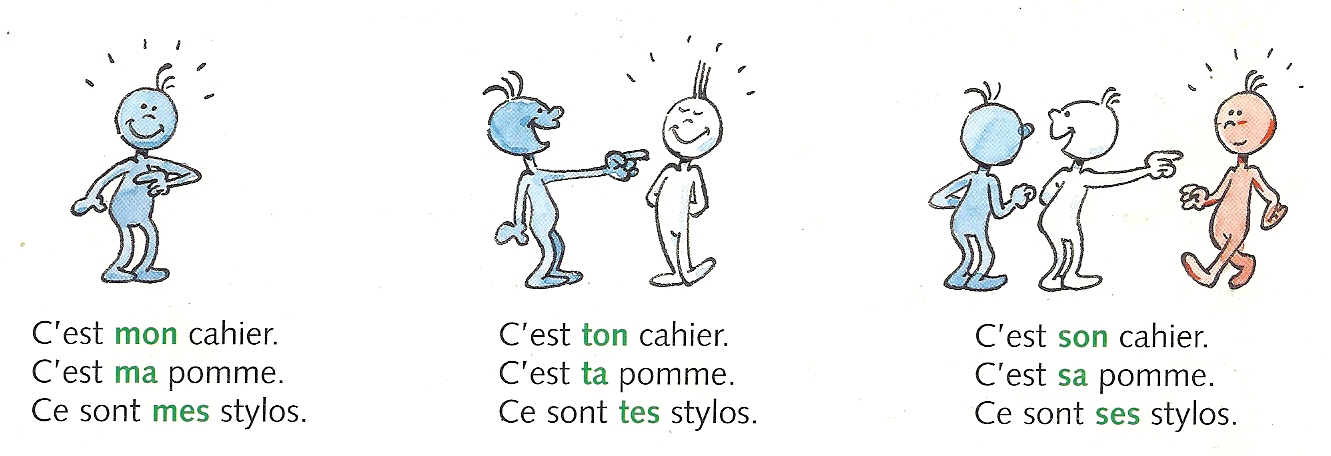 C'est mon cahier.
C'est ma pomme.
Ce sont mes stylos.
C'est ton cahier.
C'est ta pomme.
Ce sont tes stylos.
C'est son cahier.
C'est sa pomme.
Ce sont ses stylos.